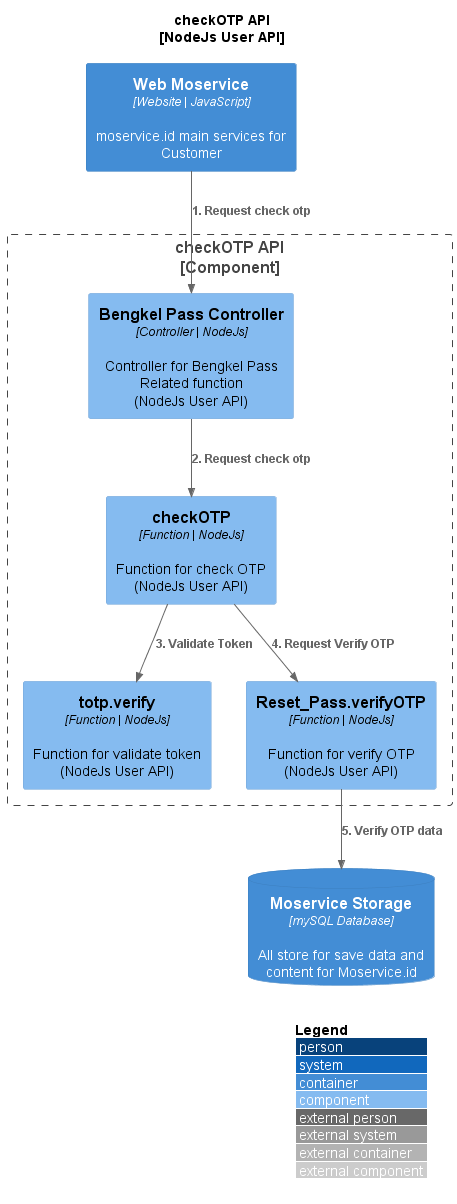 checkOTP API
[NodeJs User API]
Web Moservice
[Website | JavaScript]
moservice.id main services for
Customer
1. Request check otp
checkOTP API
[Component]
Bengkel Pass Controller
[Controller | NodeJs]
Controller for Bengkel Pass
Related function
(NodeJs User API)
2. Request check otp
checkOTP
[Function | NodeJs]
Function for check OTP
(NodeJs User API)
3. Validate Token
4. Request Verify OTP
totp.verify
[Function | NodeJs]
Function for validate token
(NodeJs User API)
Reset_Pass.verifyOTP
[Function | NodeJs]
Function for verify OTP
(NodeJs User API)
5. Verify OTP data
Moservice Storage
[mySQL Database]
All store for save data and
content for Moservice.id
Legend
person
system
container
component
external person
external system
external container
external component